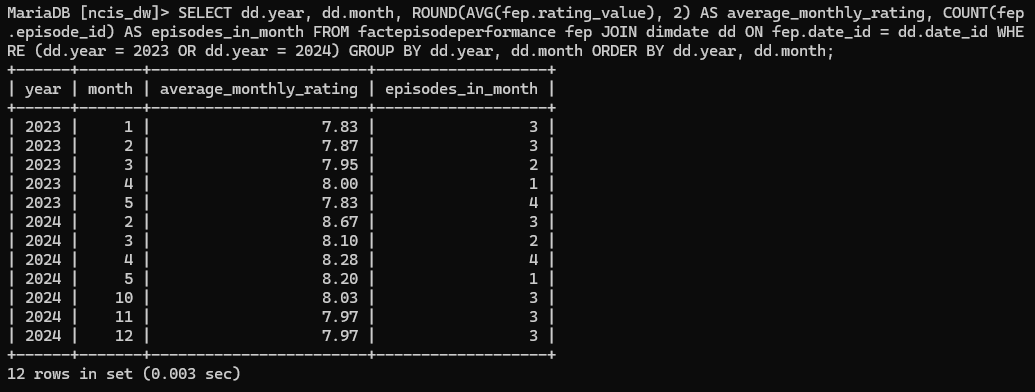 MariaDB [ncis_dw]> SELECT dd.year, dd.month, ROUND(AVG(fep.rating_value), 2) AS average_monthly_rating, COUNT(fep
.episode_id) AS episodes_in_month FROM factepisodeperformance fep JOIN dimdate dd ON fep.date_id = dd.date_id WHE
RE (dd.year = 2023 OR dd.year = 2024) GROUP BY dd.year, dd.month ORDER BY dd.year, dd.month;
+------+-------+------------------------+-------------------+
| year | month | average_monthly_rating | episodes_in_month |
+------+-------+------------------------+-------------------+
| 2023 |     1 |                   7.83 |                 3 |
| 2023 |     2 |                   7.87 |                 3 |
| 2023 |     3 |                   7.95 |                 2 |
| 2023 |     4 |                   8.00 |                 1 |
| 2023 |     5 |                   7.83 |                 4 |
| 2024 |     2 |                   8.67 |                 3 |
| 2024 |     3 |                   8.10 |                 2 |
| 2024 |     4 |                   8.28 |                 4 |
| 2024 |     5 |                   8.20 |                 1 |
| 2024 |    10 |                   8.03 |                 3 |
| 2024 |    11 |                   7.97 |                 3 |
| 2024 |    12 |                   7.97 |                 3 |
+------+-------+------------------------+-------------------+
12 rows in set (0.003 sec)